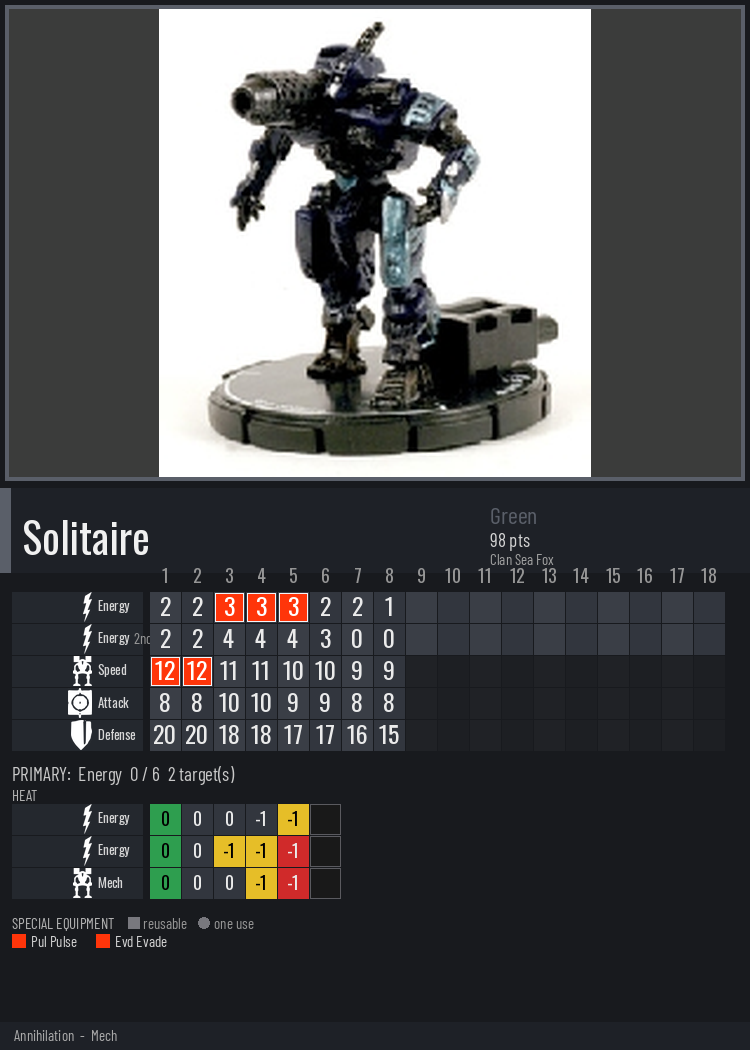 Solitaire
Green
98 pts
Clan Sea Fox
1 2 3 4 5 6 7 8 9 10 11 12 13 14 15 16 17 18
Energy 2 2 3 3 3 2 2 1
Energy 2nd 2 2 4 4 4 3 0 0
Speed 12 12 11 11 10 10 9 9
Attack 8 8 10 10 9 9 8 8
Defense 20 20 18 18 17 17 16 15
PRIMARY: Energy 0 / 6 2 target(s)
HEAT
Energy 0 0 0 -1 -1
Energy 0 0 -1 -1 -1
Mech 0 0 0 -1 -1
SPECIAL EQUIPMENT reusable one use
Pul Pulse Evd Evade
Annihilation - Mech